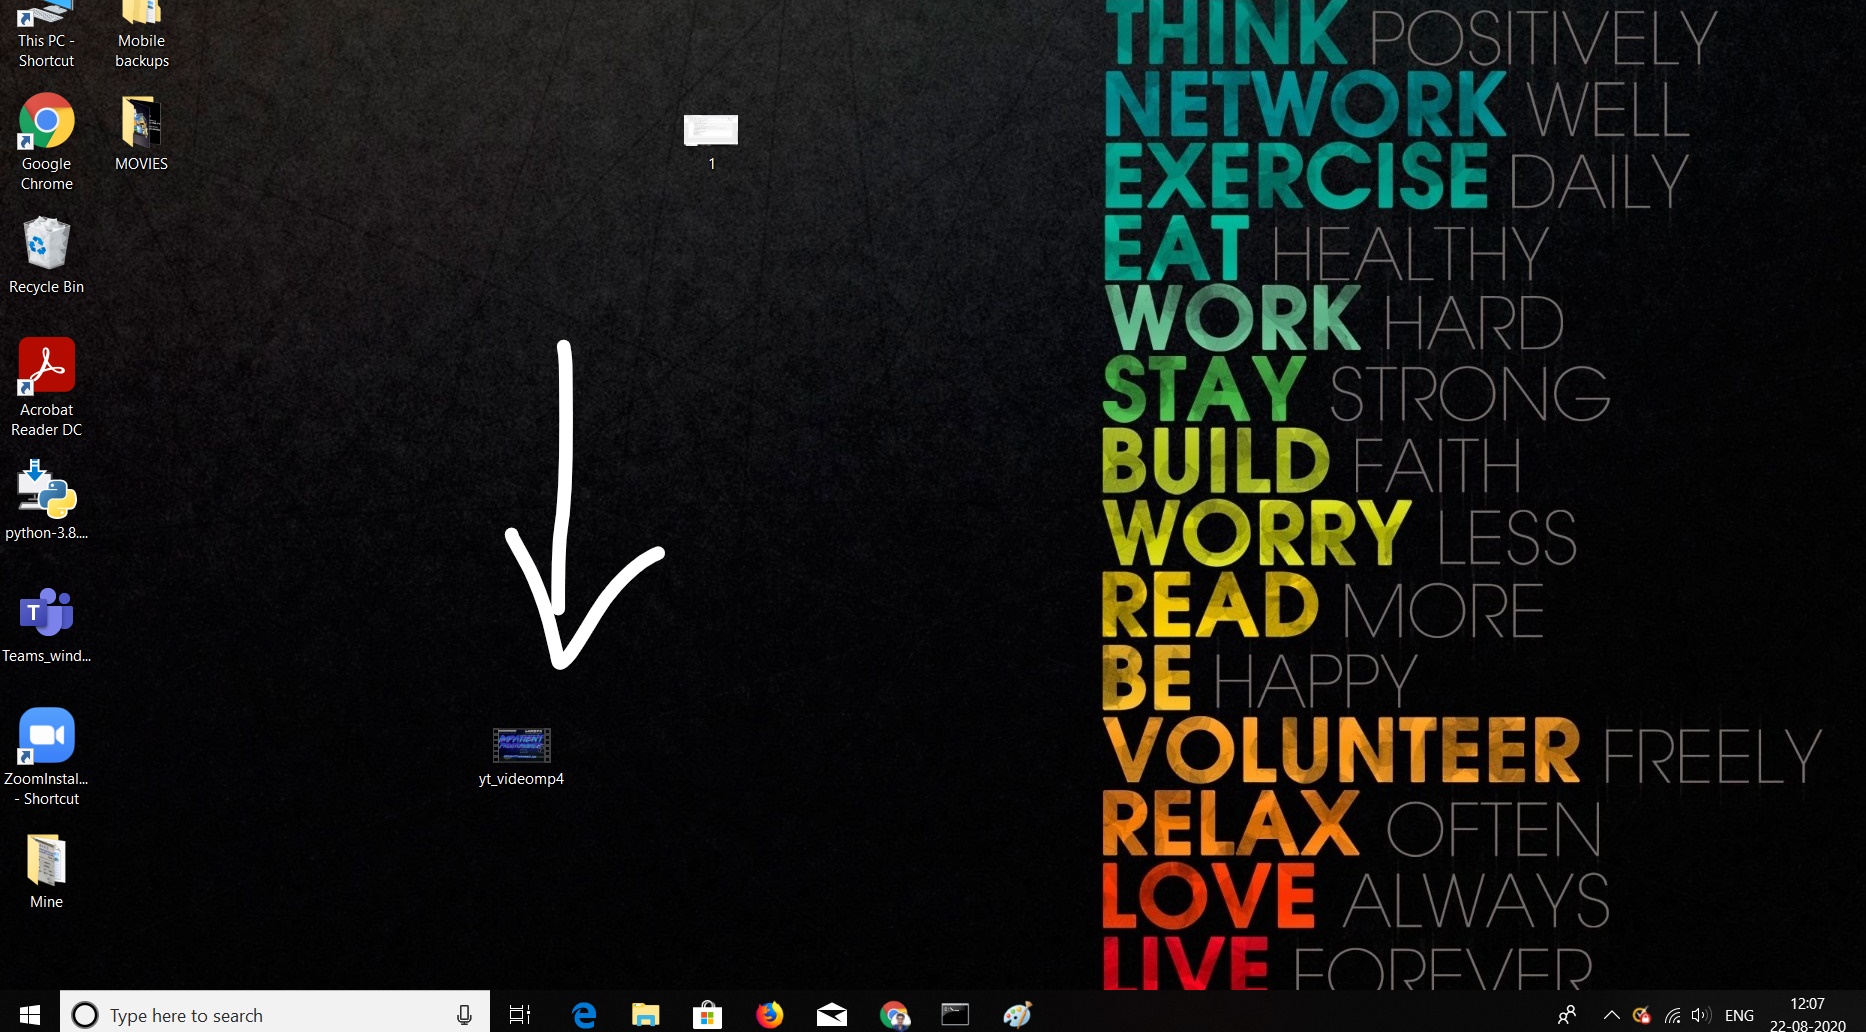 This PC -
Shortcut
Mobile
backups
Google
Chrome
MOVIES
1
Recycle Bin
Acrobat
Reader DC
python-3.8....
T
Teams_wind...
ZoomInstal...
- Shortcut
Mine
yt_videomp4
THINK POSITIVELY
NETWORK WELL
EXERCISE DAILY
EAT HEALTHY
WORK HARD
STAY STRONG
BUILD FAITH
WORRY LESS
READ MORE
BE HAPPY
VOLUNTEER FREELY
RELAX OFTEN
LOVE ALWAYS
LIVE FOREVER
Type here to search
ENG
12:07
22-08-2020